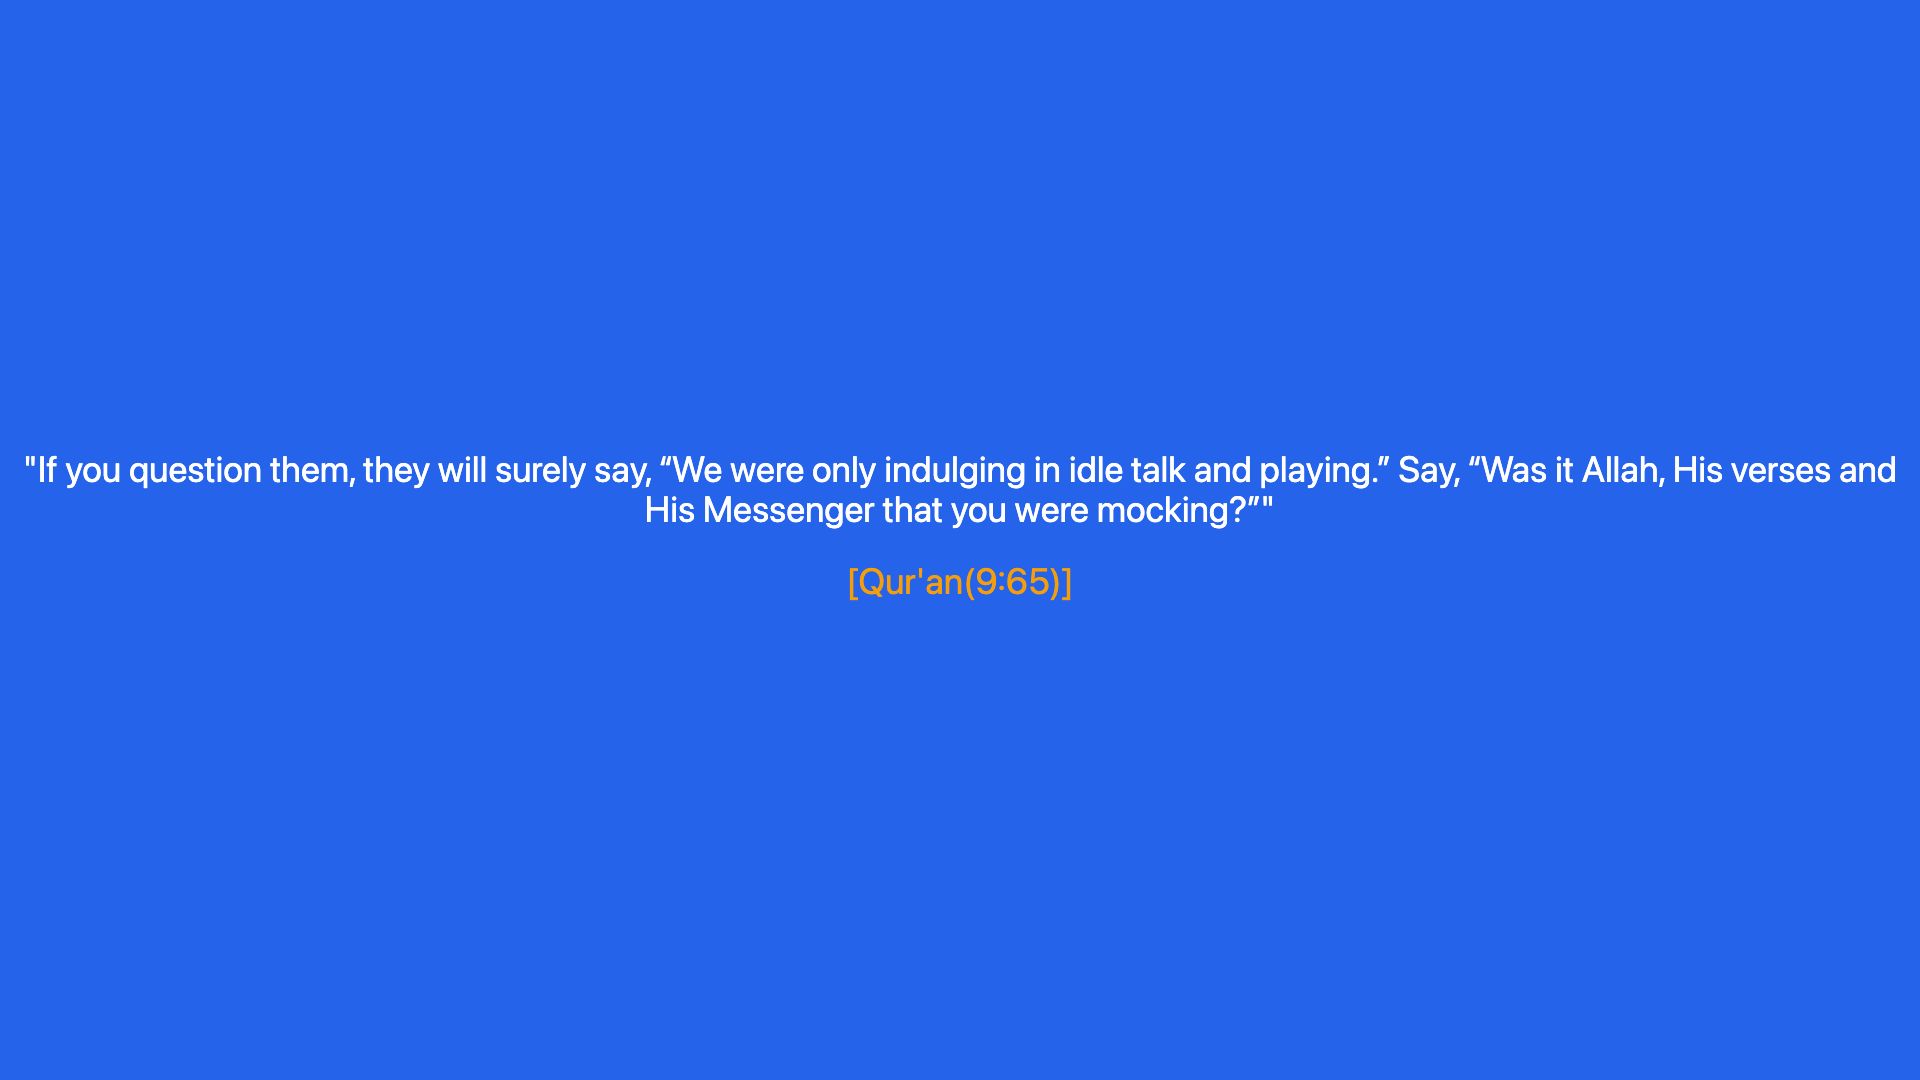 "If you question them, they will surely say, “We were only indulging in idle talk and playing.” Say, “Was it Allah, His verses and
His Messenger that you were mocking?”"
[Qur'an(9:65)]